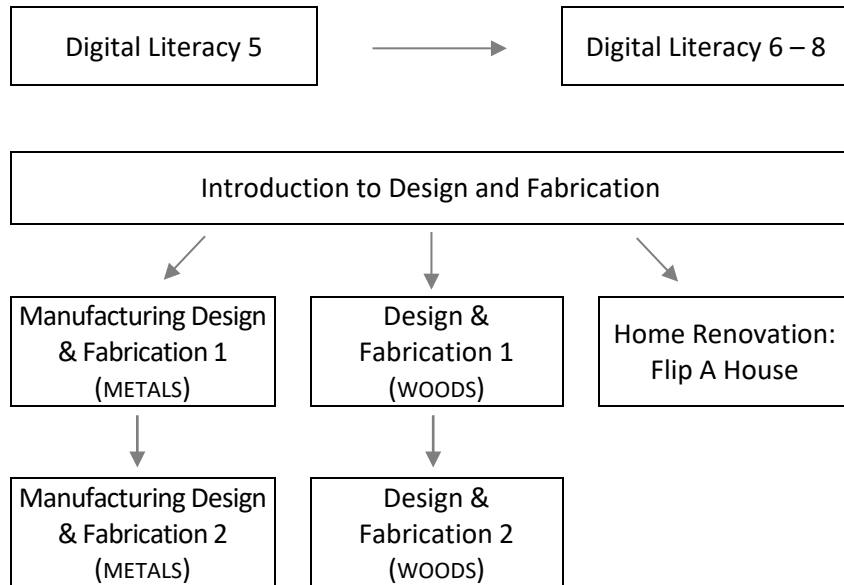 Digital Literacy 5
Digital Literacy 6 – 8
Introduction to Design and Fabrication
Manufacturing Design
& Fabrication 1
(METALS)
Design &
Fabrication 1
(WOODS)
Home Renovation:
Flip A House
Manufacturing Design
& Fabrication 2
(METALS)
Design &
Fabrication 2
(WOODS)